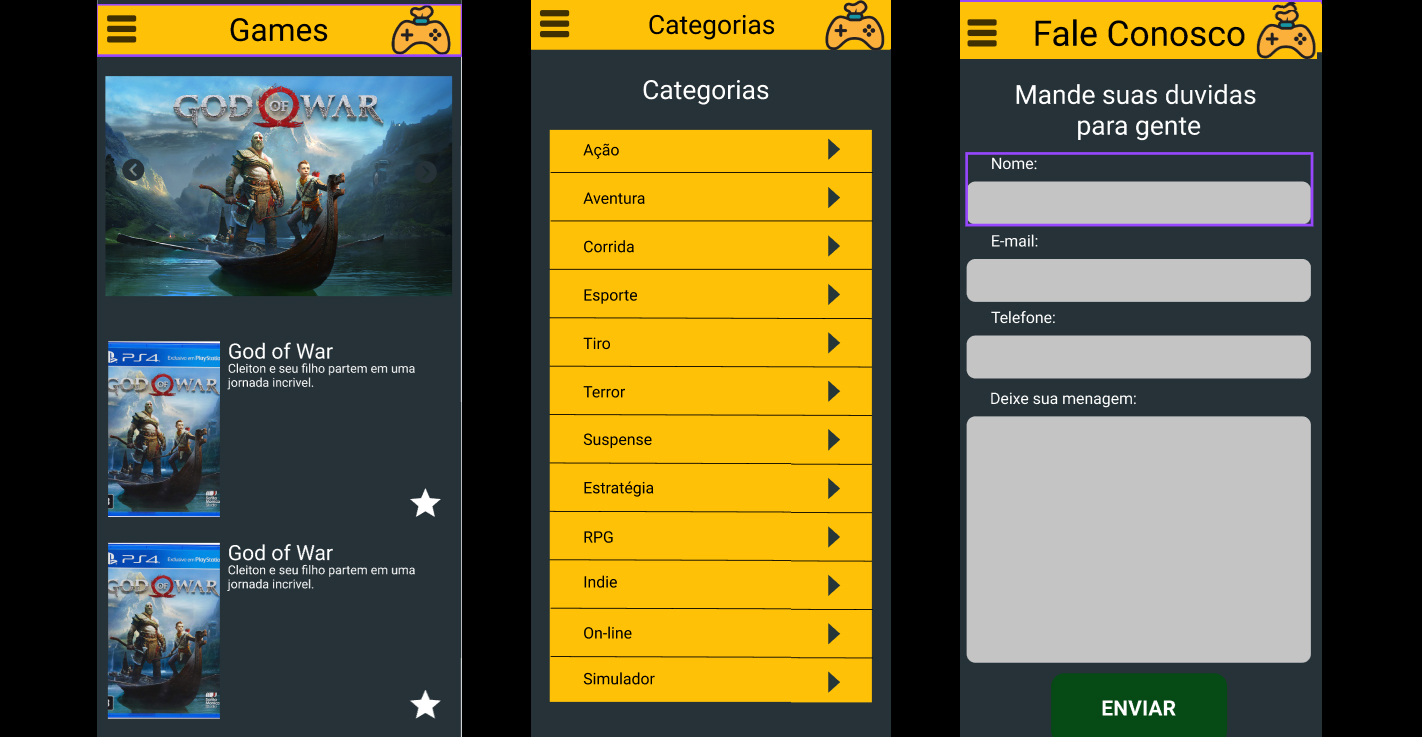 Games
GOD OF WAR
PS4 Exclusivo em PlayStation
GOD OF WAR
God of War
Cleiton e seu filho partem em uma
jornada incrivel.
PS4 Exclusivo em PlayStation
GOD OF WAR
God of War
Cleiton e seu filho partem em uma
jornada incrivel.
Categorias
Categorias
Ação
Aventura
Corrida
Esporte
Tiro
Terror
Suspense
Estratégia
RPG
Indie
On-line
Simulador
Fale Conosco
Mande suas duvidas
para gente
Nome:
E-mail:
Telefone:
Deixe sua menagem:
ENVIAR